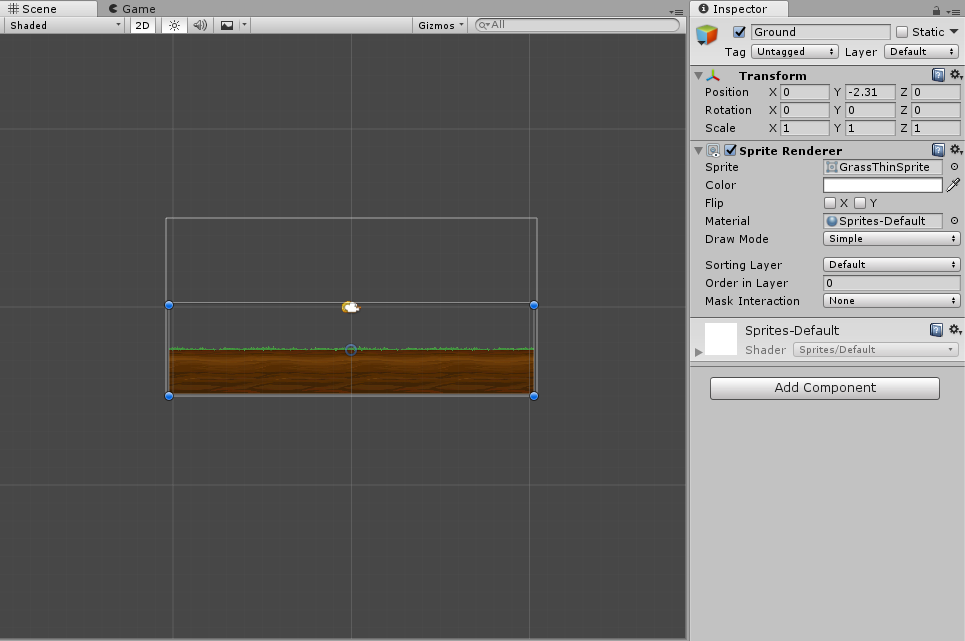 Scene
Game
Shaded
2D
Gizmos
All
Inspector
Ground
Static
Tag
Untagged
Layer
Default
Transform
Position X 0 Y -2.31 Z 0
Rotation X 0 Y 0 Z 0
Scale X 1 Y 1 Z 1
Sprite Renderer
Sprite GrassThinSprite
Color
Flip X Y
Material Sprites-Default
Draw Mode Simple
Sorting Layer Default
Order in Layer 0
Mask Interaction None
Sprites-Default
Shader Sprites/Default
Add Component